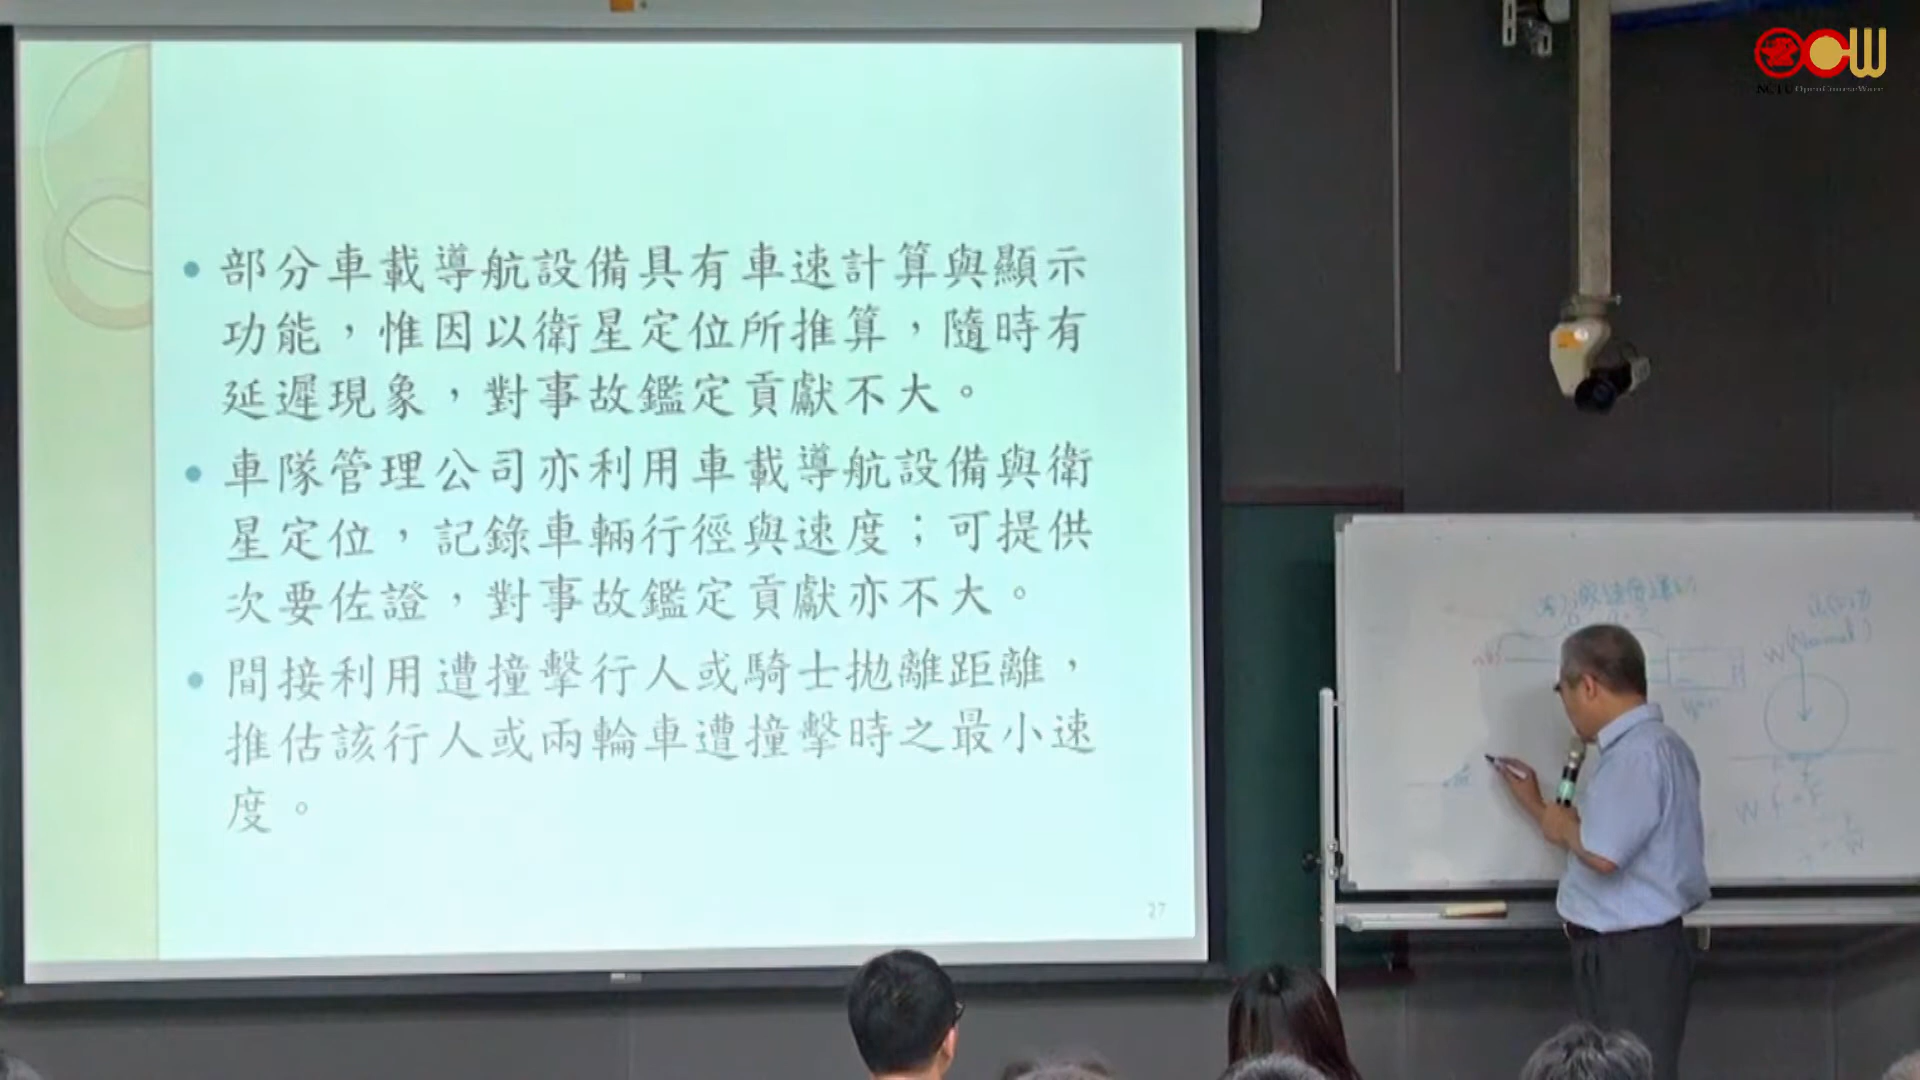 部分車載導航設備具有車速計算與顯示
功能，惟因以衛星定位所推算，隨時有
延遲現象，對事故鑑定貢獻不大。
車隊管理公司亦利用車載導航設備與衛
星定位，記錄車輛行徑與速度；可提供
次要佐證，對事故鑑定貢獻亦不大。
間接利用遭撞擊行人或騎士拋離距離，
推估該行人或兩輪車遭撞擊時之最小速
度。
27
NCTU OpenCourseWare
W